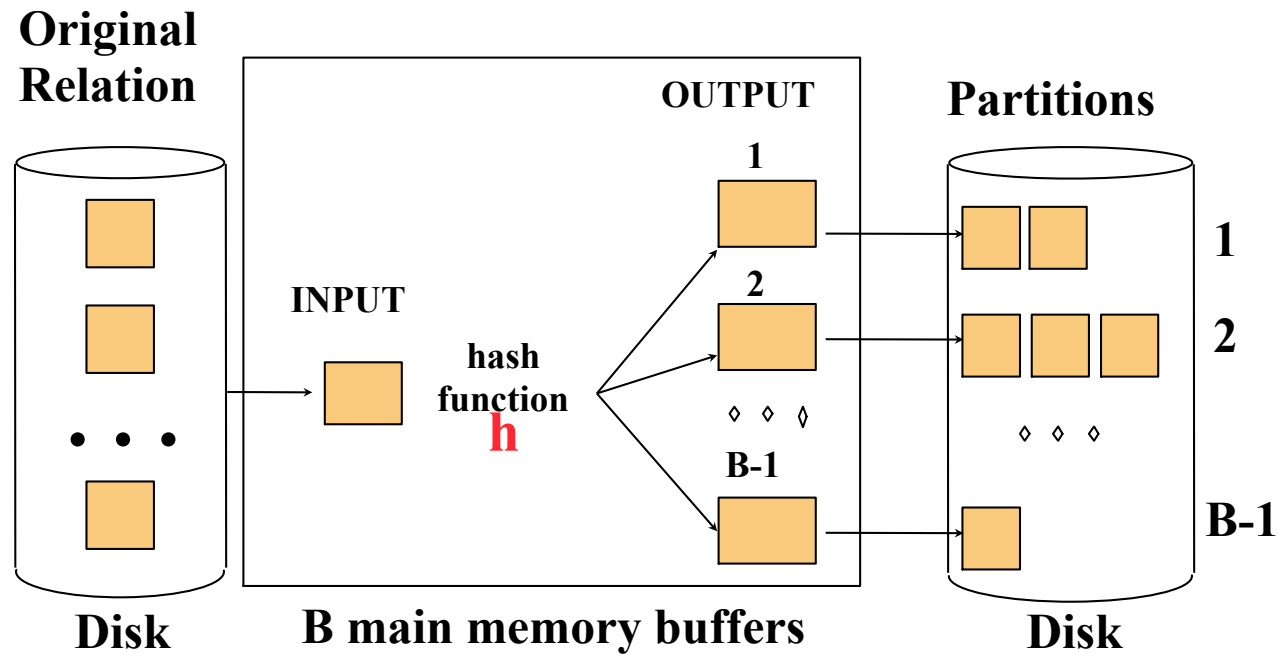 Original
Relation
OUTPUT
Partitions
1
1
INPUT
2
2
hash
function
h
B-1
B-1
Disk
B main memory buffers
Disk